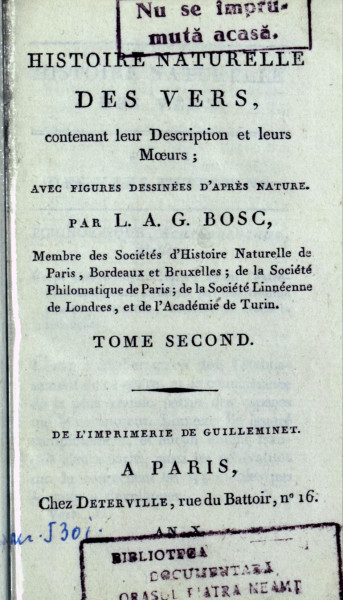 Nu se împru-
mută acasă.
HISTOIRE NATURELLE
DES VERS,
contenant leur Description et leurs
Mœurs ;
AVEC FIGURES DESSINÉES D'APRÈS NATURE.
PAR L. A. G. BOSC,
Membre des Sociétés d'Histoire Naturelle de
Paris, Bordeaux et Bruxelles ; de la Société
Philomatique de Paris ; de la Société Linnéenne
de Londres, et de l'Académie de Turin.
TOME SECOND.
DE L'IMPRIMERIE DE GUILLEMINET.
A PARIS,
Chez DETERVILLE, rue du Battoir, n° 16.
AN X
BIBLIOTECA
DOCUMENTARĂ
ORAȘUL PIATRA NEAMȚ